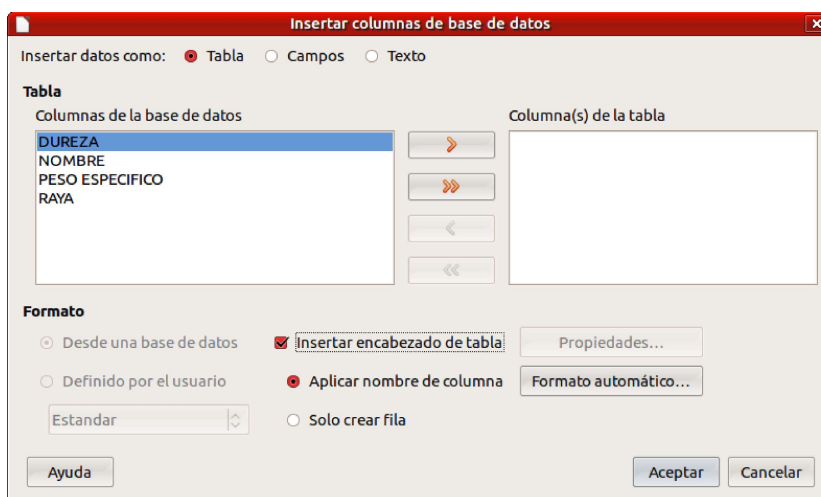 Insertar columnas de base de datos
Insertar datos como: Tabla Campos Texto
Tabla
Columnas de la base de datos Columna(s) de la tabla
DUREZA
NOMBRE
PESO ESPECIFICO
RAYA
Formato
Desde una base de datos Insertar encabezado de tabla Propiedades...
Definido por el usuario Aplicar nombre de columna Formato automático...
Estandar Solo crear fila
Ayuda Aceptar Cancelar